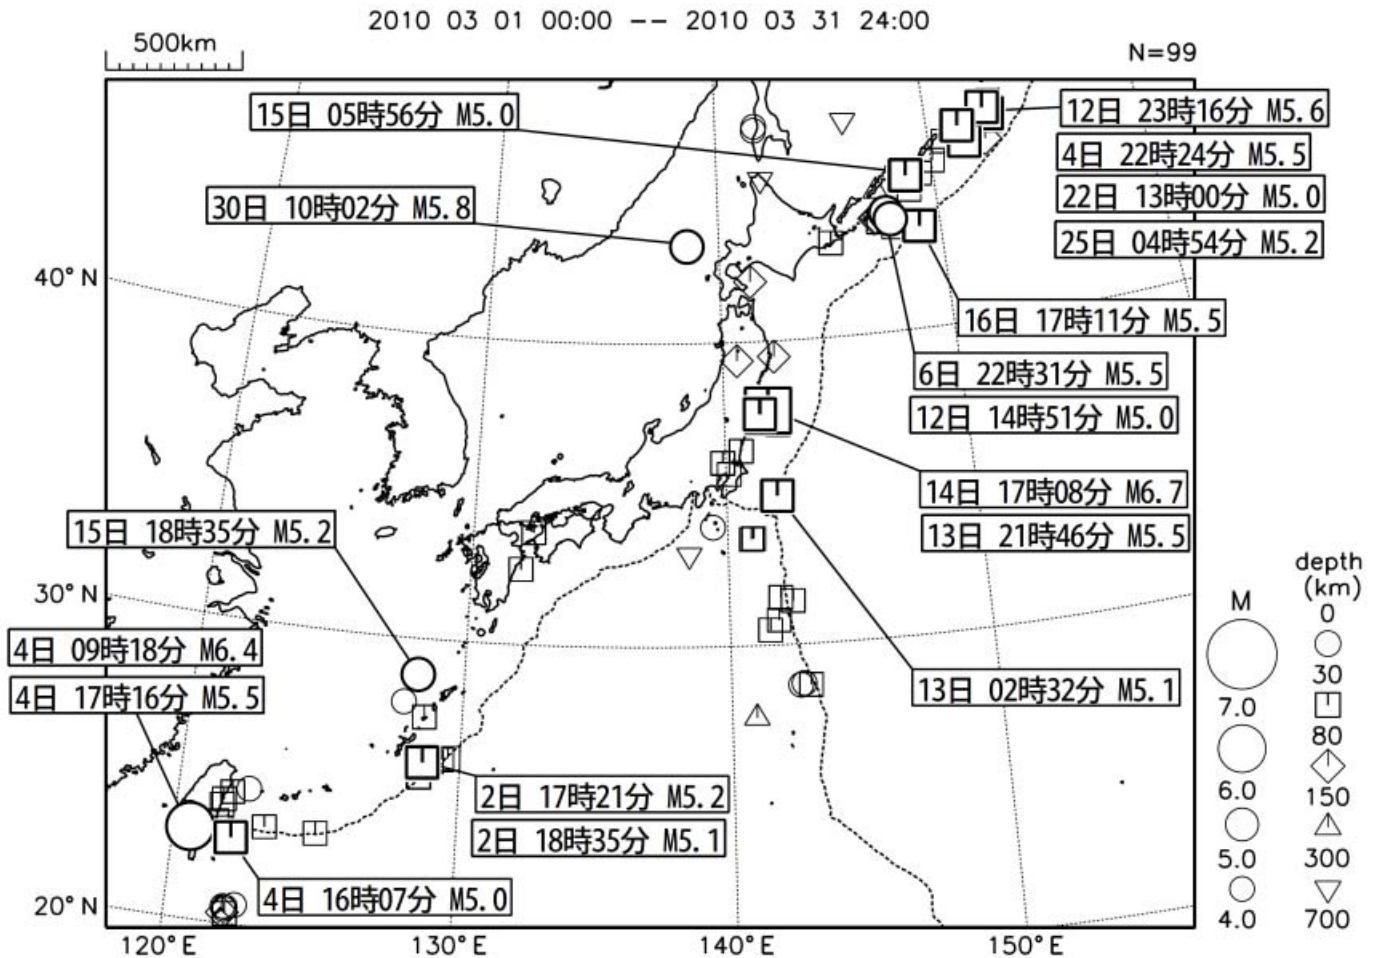 2010 03 01 00:00 -- 2010 03 31 24:00
500km
N=99
15日 05時56分 M5.0
12日 23時16分 M5.6
4日 22時24分 M5.5
30日 10時02分 M5.8
22日 13時00分 M5.0
25日 04時54分 M5.2
40°N
16日 17時11分 M5.5
6日 22時31分 M5.5
12日 14時51分 M5.0
14日 17時08分 M6.7
15日 18時35分 M5.2
13日 21時46分 M5.5
30°N
4日 09時18分 M6.4
4日 17時16分 M5.5
13日 02時32分 M5.1
2日 17時21分 M5.2
2日 18時35分 M5.1
4日 16時07分 M5.0
20°N
120°E
130°E
140°E
150°E
M
7.0
6.0
5.0
4.0
depth
(km)
0
30
80
150
300
700